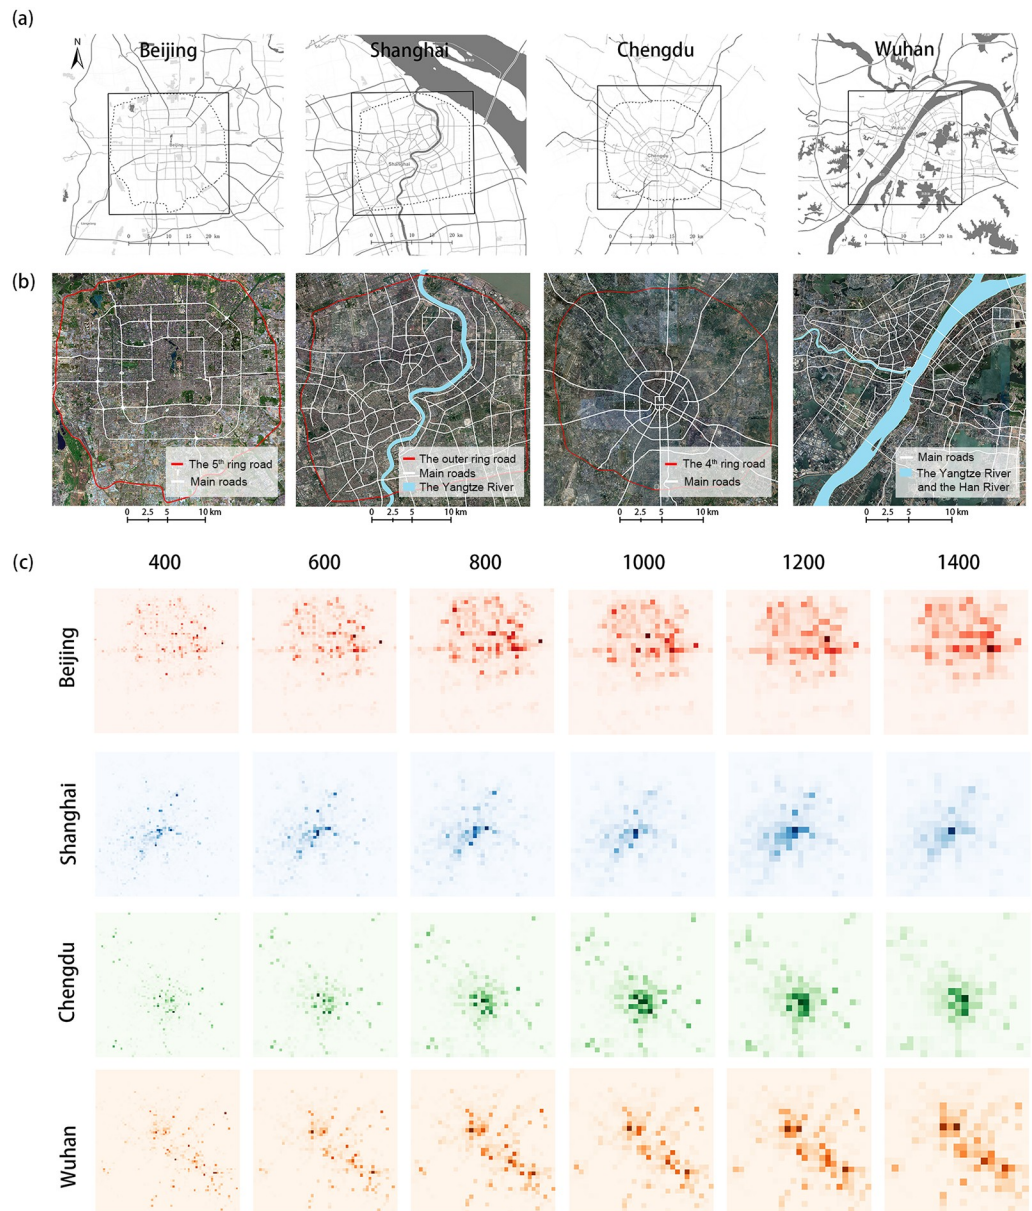 (a)
N
Beijing
Shanghai
Chengdu
Wuhan
Beijing
Shanghai
Chengdu
Wuhan
0 5 10 15 20 km
0 5 10 15 20 km
0 5 10 15 20 km
0 5 10 15 20 km
(b)
The 5th ring road
Main roads
The outer ring road
Main roads
The Yangtze River
The 4th ring road
Main roads
Main roads
The Yangtze River
and the Han River
0 2.5 5 10 km
0 2.5 5 10 km
0 2.5 5 10 km
0 2.5 5 10 km
(c)
400 600 800 1000 1200 1400
Beijing
Shanghai
Chengdu
Wuhan